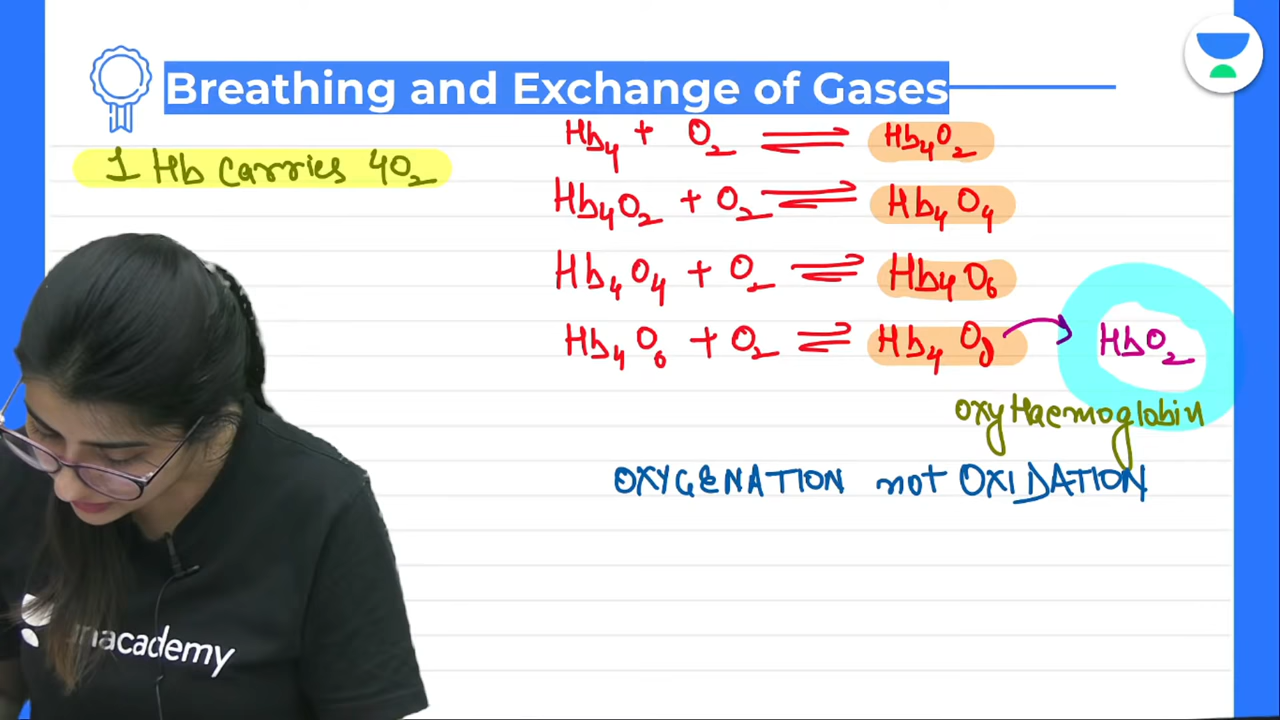 Breathing and Exchange of Gases
1 Hb carries 4O₂
Hb₄ + O₂ ⇌ Hb₄O₂
Hb₄O₂ + O₂ ⇌ Hb₄O₄
Hb₄O₄ + O₂ ⇌ Hb₄O₆
Hb₄O₆ + O₂ ⇌ Hb₄O₈ → HbO₂
oxyHaemoglobin
OXYGENATION not OXIDATION
unacademy